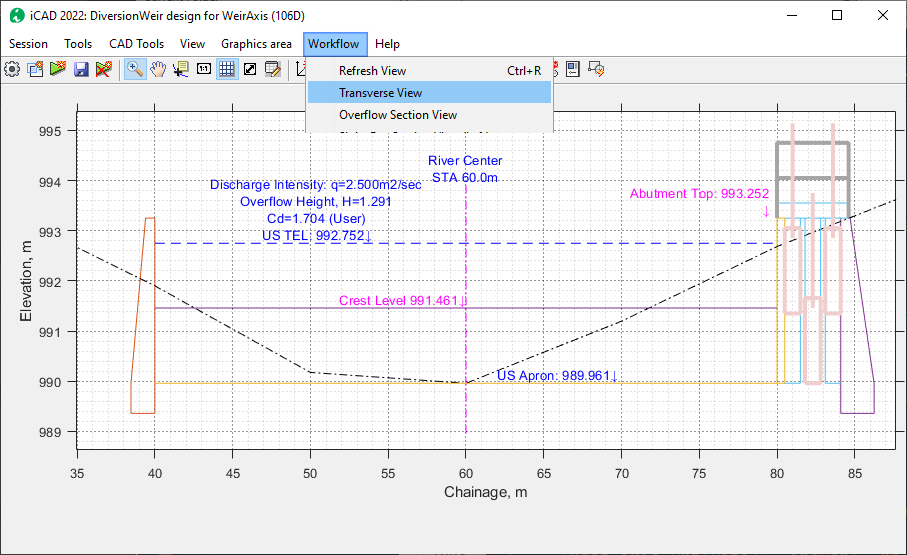 iCAD 2022: DiversionWeir design for WeirAxis (106D)
Session Tools CAD Tools View Graphics area Workflow Help
1:1
Refresh View Ctrl+R
Transverse View
Overflow Section View
River Center
STA 60.0m
Discharge Intensity: q=2.500m2/sec
Overflow Height, H=1.291
Cd=1.704 (User)
US TEL: 992.752↓
Abutment Top: 993.252
↓
Crest Level 991.461↓
US Apron: 989.961↓
995
994
993
992
991
990
989
Elevation, m
35 40 45 50 55 60 65 70 75 80 85
Chainage, m